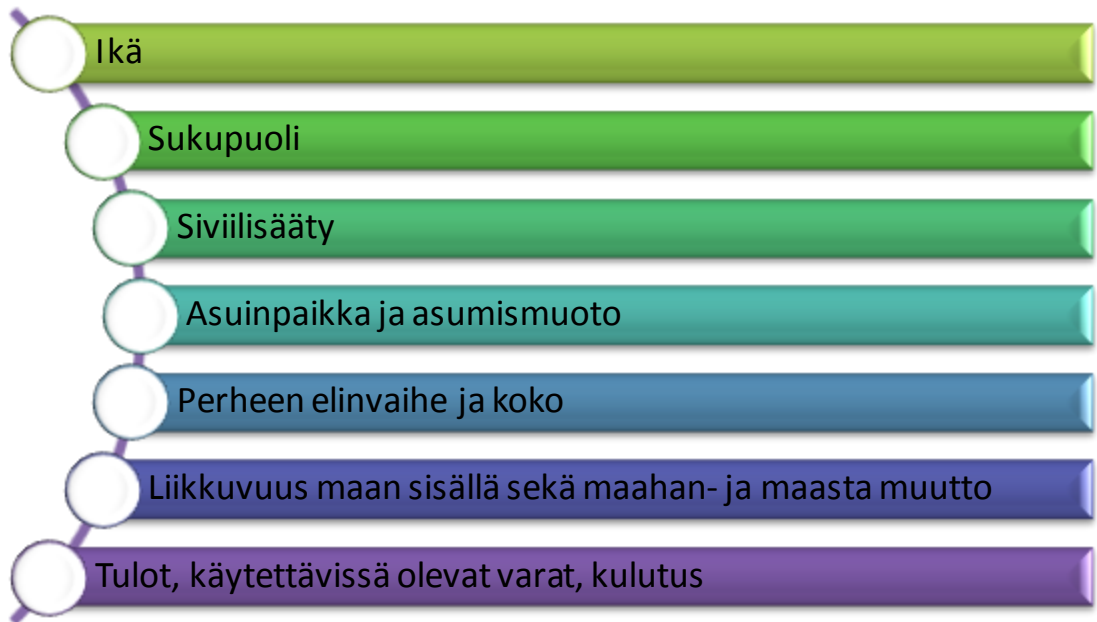 Ikä
Sukupuoli
Siviilisääty
Asuinpaikka ja asumismuoto
Perheen elinvaihe ja koko
Liikkuvuus maan sisällä sekä maahan- ja maasta muutto
Tulot, käytettävissä olevat varat, kulutus